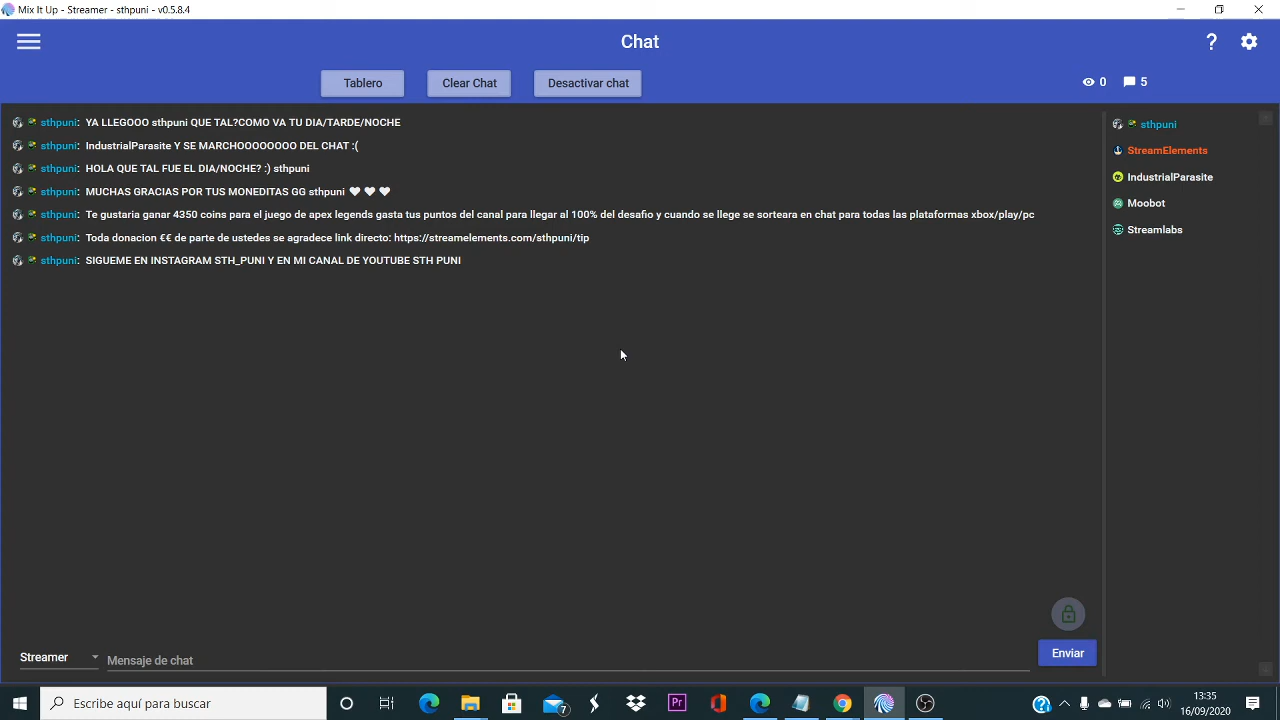 Mix It Up - Streamer - sthpuni - v0.5.8.4
Chat
?
Tablero
Clear Chat
Desactivar chat
0
5
sthpuni: YA LLEGOOO sthpuni QUE TAL?COMO VA TU DIA/TARDE/NOCHE
sthpuni: IndustrialParasite Y SE MARCHOOOOOOOO DEL CHAT :(
sthpuni: HOLA QUE TAL FUE EL DIA/NOCHE? :) sthpuni
sthpuni: MUCHAS GRACIAS POR TUS MONEDITAS GG sthpuni ♥ ♥ ♥
sthpuni: Te gustaria ganar 4350 coins para el juego de apex legends gasta tus puntos del canal para llegar al 100% del desafio y cuando se llege se sorteara en chat para todas las plataformas xbox/play/pc
sthpuni: Toda donacion €€ de parte de ustedes se agradece link directo: https://streamelements.com/sthpuni/tip
sthpuni: SIGUEME EN INSTAGRAM STH_PUNI Y EN MI CANAL DE YOUTUBE STH PUNI
sthpuni
StreamElements
IndustrialParasite
Moobot
Streamlabs
Streamer
Mensaje de chat
Enviar
Escribe aquí para buscar
7
Pr
13:35
16/09/2020